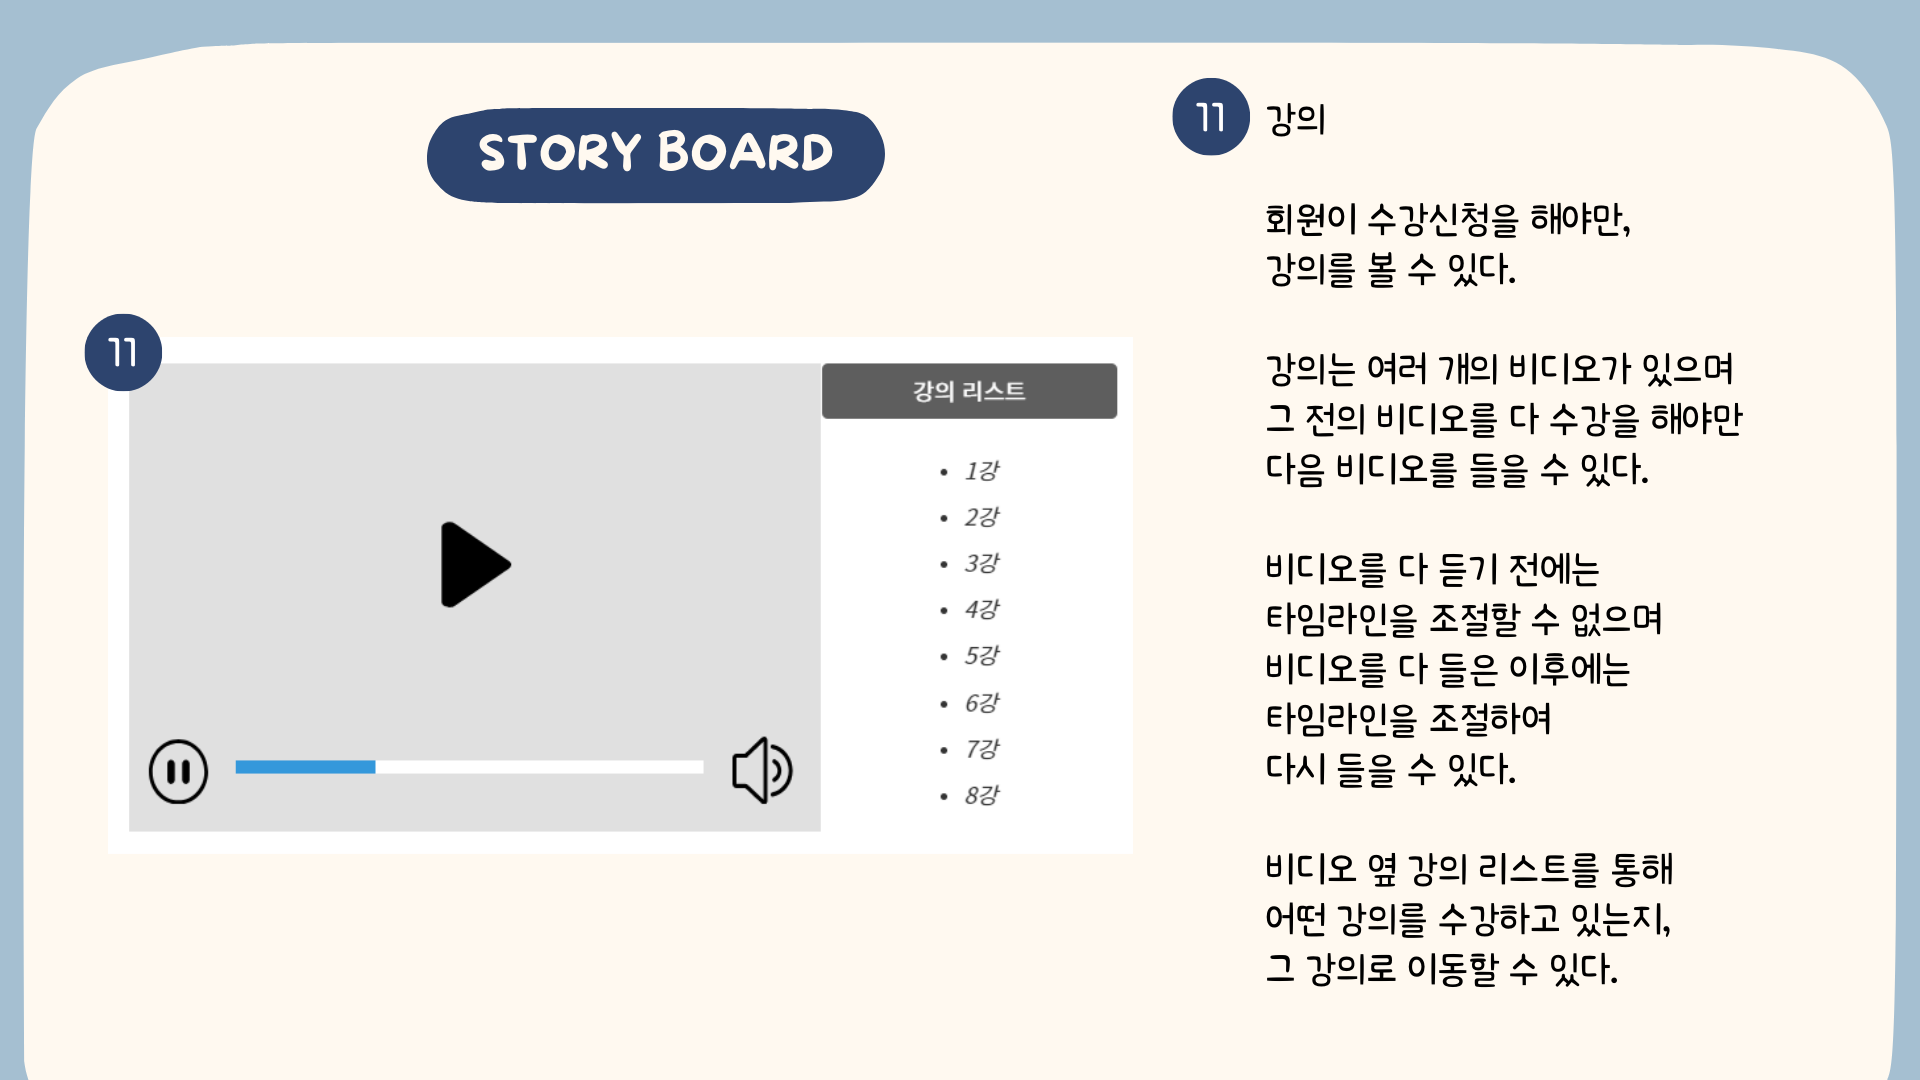 STORY BOARD
11
강의 리스트
• 1강
• 2강
• 3강
• 4강
• 5강
• 6강
• 7강
• 8강
11 강의
회원이 수강신청을 해야만,
강의를 볼 수 있다.
강의는 여러 개의 비디오가 있으며
그 전의 비디오를 다 수강을 해야만
다음 비디오를 들을 수 있다.
비디오를 다 듣기 전에는
타임라인을 조절할 수 없으며
비디오를 다 들은 이후에는
타임라인을 조절하여
다시 들을 수 있다.
비디오 옆 강의 리스트를 통해
어떤 강의를 수강하고 있는지,
그 강의로 이동할 수 있다.